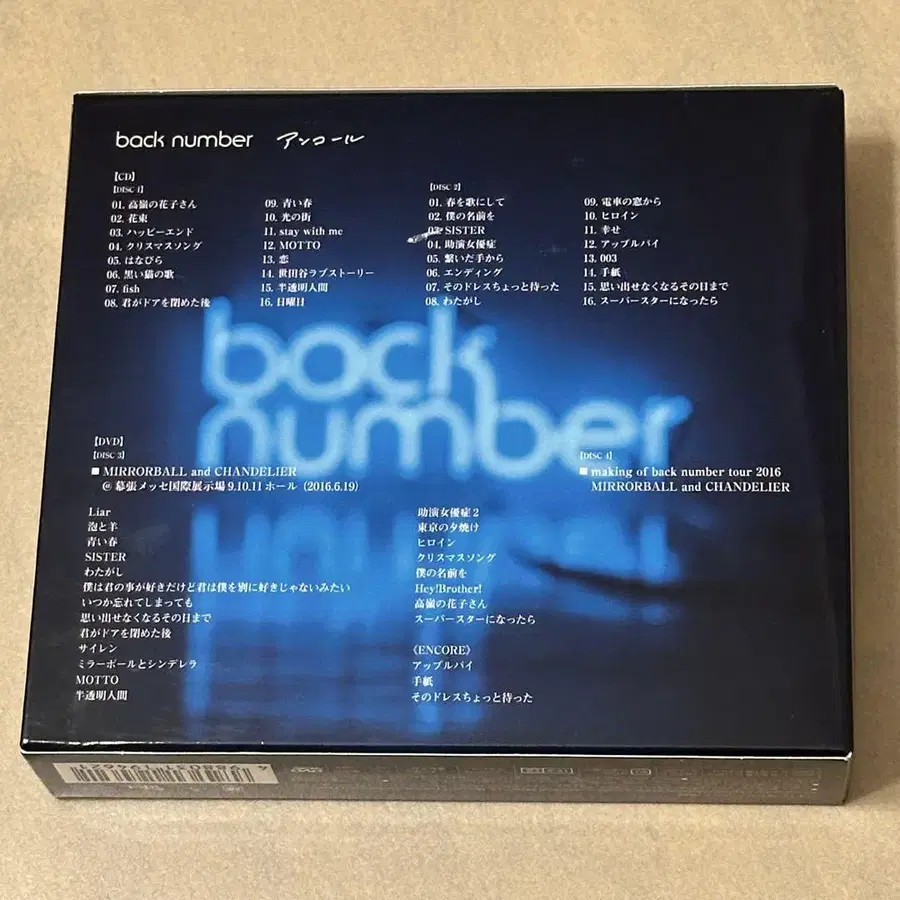 back number アンコール
【CD】
【DISC 1】
01. 高嶺の花子さん
02. 花束
03. ハッピーエンド
04. クリスマスソング
05. はなびら
06. 黒い猫の歌
07. fish
08. 君がドアを閉めた後
09. 青い春
10. 光の街
11. stay with me
12. MOTTO
13. 恋
14. 世田谷ラブストーリー
15. 半透明人間
16. 日曜日
【DISC 2】
01. 春を歌にして
02. 僕の名前を
03. SISTER
04. 助演女優症
05. 繋いだ手から
06. エンディング
07. そのドレスちょっと待った
08. わたがし
09. 電車の窓から
10. ヒロイン
11. 幸せ
12. アップルパイ
13. 003
14. 手紙
15. 思い出せなくなるその日まで
16. スーパースターになったら
back
number
【DVD】
【DISC 3】
■ MIRRORBALL and CHANDELIER
@ 幕張メッセ国際展示場 9.10.11 ホール (2016.6.19)
Liar
泡と羊
青い春
SISTER
わたがし
僕は君の事が好きだけど君は僕を別に好きじゃないみたい
いつか忘れてしまっても
思い出せなくなるその日まで
君がドアを閉めた後
サイレン
ミラーボールとシンデレラ
MOTTO
半透明人間
助演女優症 2
東京の夕焼け
ヒロイン
クリスマスソング
僕の名前を
Hey!Brother!
高嶺の花子さん
スーパースターになったら
《ENCORE》
アップルパイ
手紙
そのドレスちょっと待った
【DISC 4】
■ making of back number tour 2016
MIRRORBALL and CHANDELIER